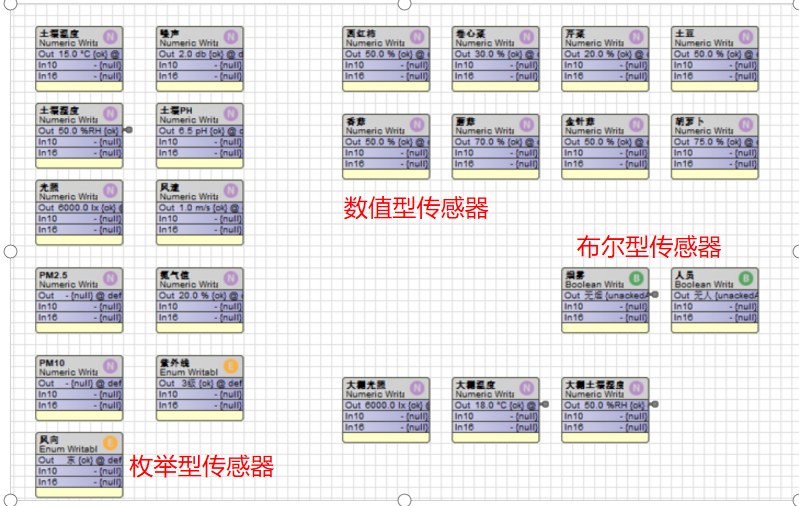 土壤温度
Numeric Writa
Out 15.0 °C {ok} @
In10 - {null}
In16 - {null}
噪声
Numeric Writa
Out 2.0 db {ok} @ d
In10 - {null}
In16 - {null}
西红柿
Numeric Writa
Out 50.0 % {ok} @ d
In10 - {null}
In16 - {null}
卷心菜
Numeric Writa
Out 30.0 % {ok} @ d
In10 - {null}
In16 - {null}
芹菜
Numeric Writa
Out 20.0 % {ok} @ d
In10 - {null}
In16 - {null}
土豆
Numeric Writa
Out 50.0 % {ok} @ d
In10 - {null}
In16 - {null}
土壤湿度
Numeric Writa
Out 50.0 %RH {ok}
In10 - {null}
In16 - {null}
土壤PH
Numeric Writa
Out 6.5 pH {ok} @ d
In10 - {null}
In16 - {null}
香菇
Numeric Writa
Out 50.0 % {ok} @ d
In10 - {null}
In16 - {null}
蘑菇
Numeric Writa
Out 70.0 % {ok} @ d
In10 - {null}
In16 - {null}
金针菇
Numeric Writa
Out 50.0 % {ok} @ d
In10 - {null}
In16 - {null}
胡萝卜
Numeric Writa
Out 75.0 % {ok} @ d
In10 - {null}
In16 - {null}
光照
Numeric Writa
Out 6000.0 lx {ok} @
In10 - {null}
In16 - {null}
风速
Numeric Writa
Out 1.0 m/s {ok} @
In10 - {null}
In16 - {null}
数值型传感器
布尔型传感器
PM2.5
Numeric Writa
Out - {null} @ def
In10 - {null}
In16 - {null}
氮气值
Numeric Writa
Out 20.0 % {ok} @ d
In10 - {null}
In16 - {null}
烟雾
Boolean Writa
Out 无烟 {unackedA
In10 - {null}
In16 - {null}
人员
Boolean Writa
Out 无人 {unackedA
In10 - {null}
In16 - {null}
PM10
Numeric Writa
Out - {null} @ def
In10 - {null}
In16 - {null}
紫外线
Enum Writabl
Out 3级 {ok} @ def
In10 - {null}
In16 - {null}
大棚光照
Numeric Writa
Out 6000.0 lx {ok} @
In10 - {null}
In16 - {null}
大棚温度
Numeric Writa
Out 18.0 °C {ok} @
In10 - {null}
In16 - {null}
大棚土壤湿度
Numeric Writa
Out 50.0 %RH {ok}
In10 - {null}
In16 - {null}
风向
Enum Writabl
Out 东 {ok} @ def
In10 - {null}
In16 - {null}
枚举型传感器